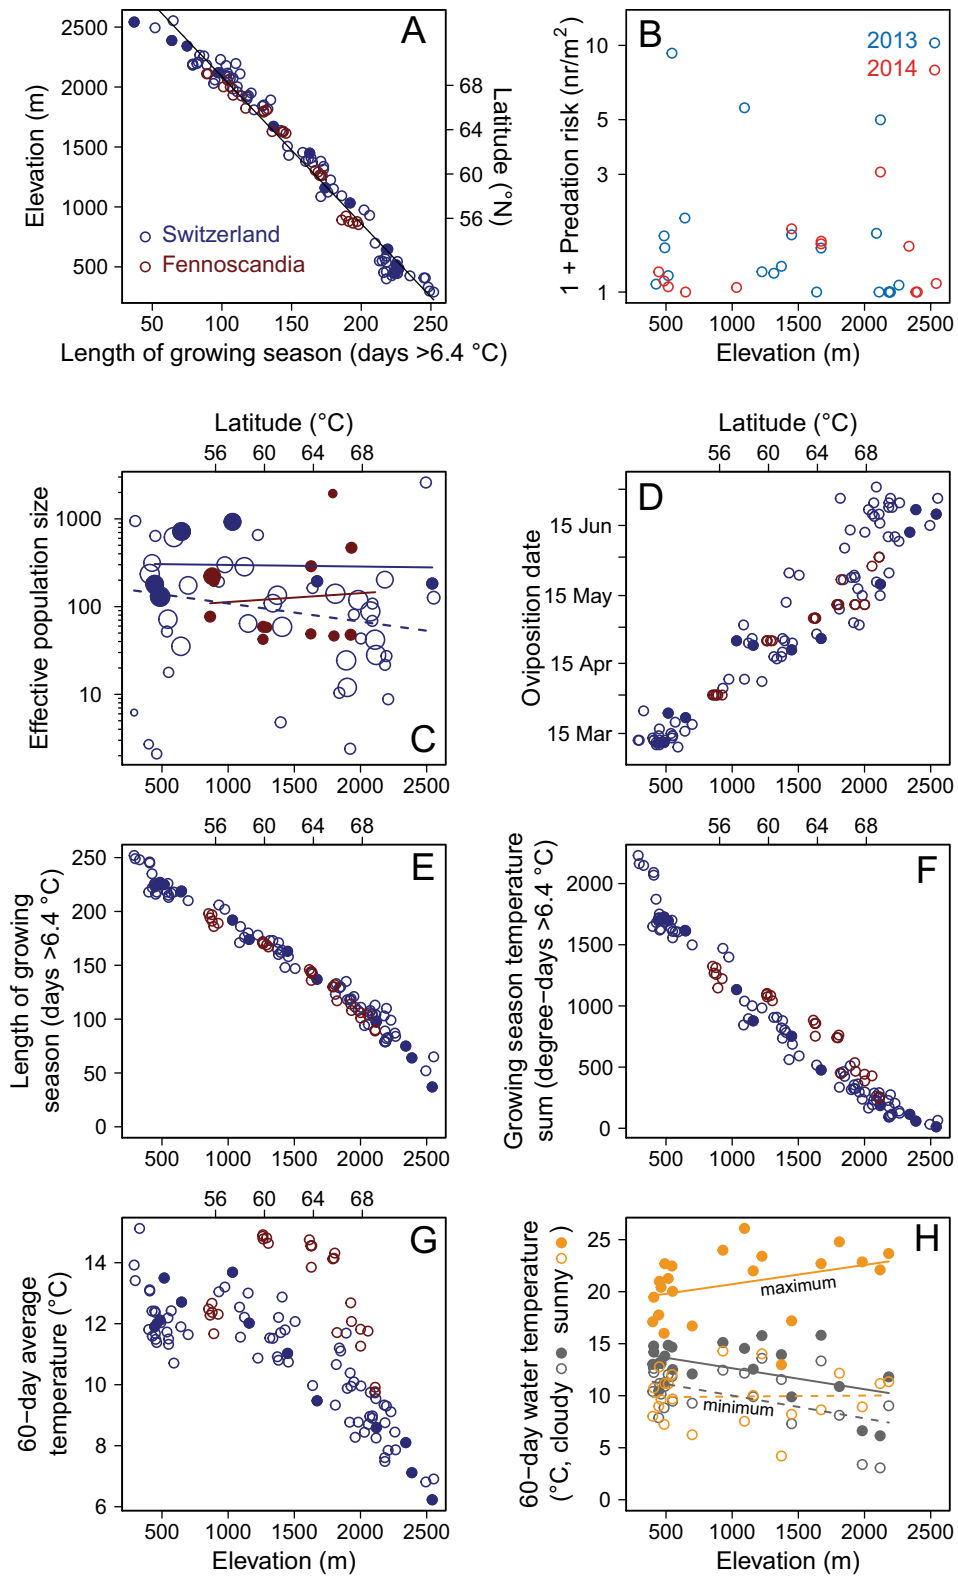 A
Elevation (m)
2500
2000
1500
1000
500
68
64
60
56
Latitude (°N)
Switzerland
Fennoscandia
50
100
150
200
250
Length of growing season (days >6.4 °C)
B
1 + Predation risk (nr/m²)
10
5
3
1
2013
2014
500
1000
1500
2000
2500
Elevation (m)
Latitude (°C)
56
60
64
68
C
Effective population size
1000
100
10
500
1000
1500
2000
2500
Latitude (°C)
56
60
64
68
D
Oviposition date
15 Jun
15 May
15 Apr
15 Mar
500
1000
1500
2000
2500
56
60
64
68
E
Length of growing
season (days >6.4 °C)
250
200
150
100
50
0
500
1000
1500
2000
2500
56
60
64
68
F
Growing season temperature
sum (degree−days >6.4 °C)
2000
1500
1000
500
0
500
1000
1500
2000
2500
56
60
64
68
G
60−day average
temperature (°C)
14
12
10
8
6
500
1000
1500
2000
2500
Elevation (m)
H
60−day water temperature
(°C, cloudy sunny )
25
20
15
10
5
0
maximum
minimum
500
1000
1500
2000
2500
Elevation (m)